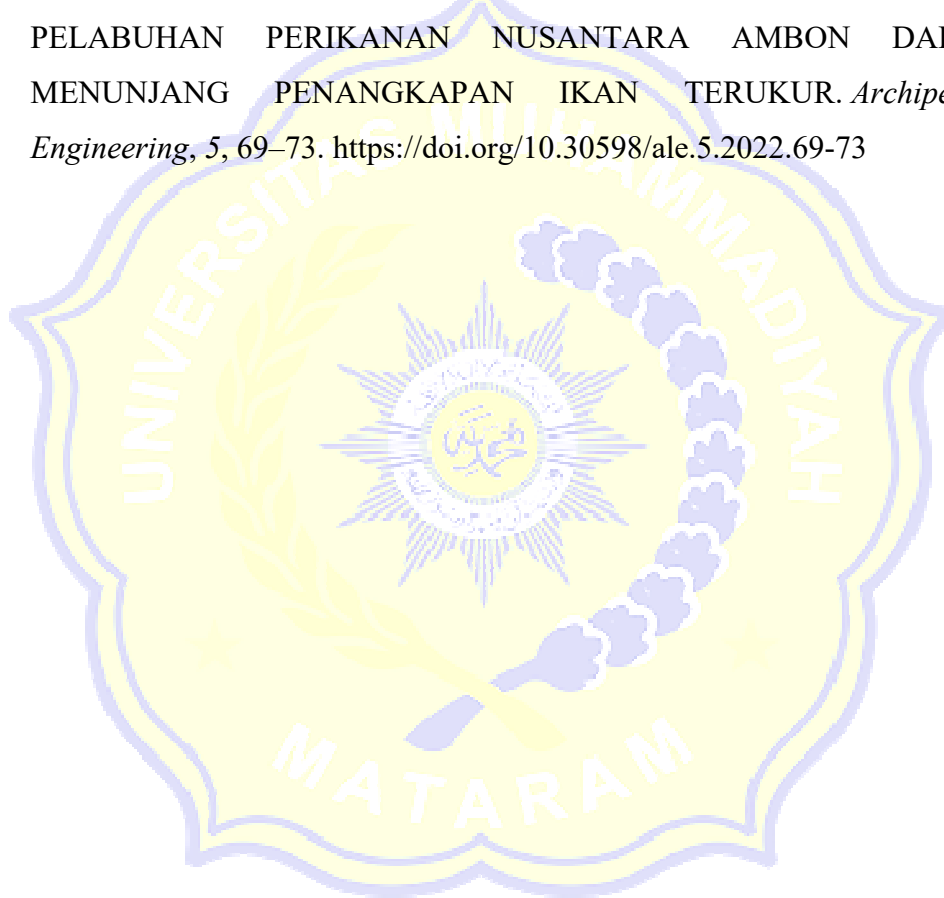 PELABUHAN PERIKANAN NUSANTARA AMBON
MENUNJANG PENANGKAPAN IKAN TERUKUR.
Engineering, 5, 69–73. https://doi.org/10.30598/ale.5.2022.69-73
UNIVERSITAS MUHAMMADIYAH
MATARAM